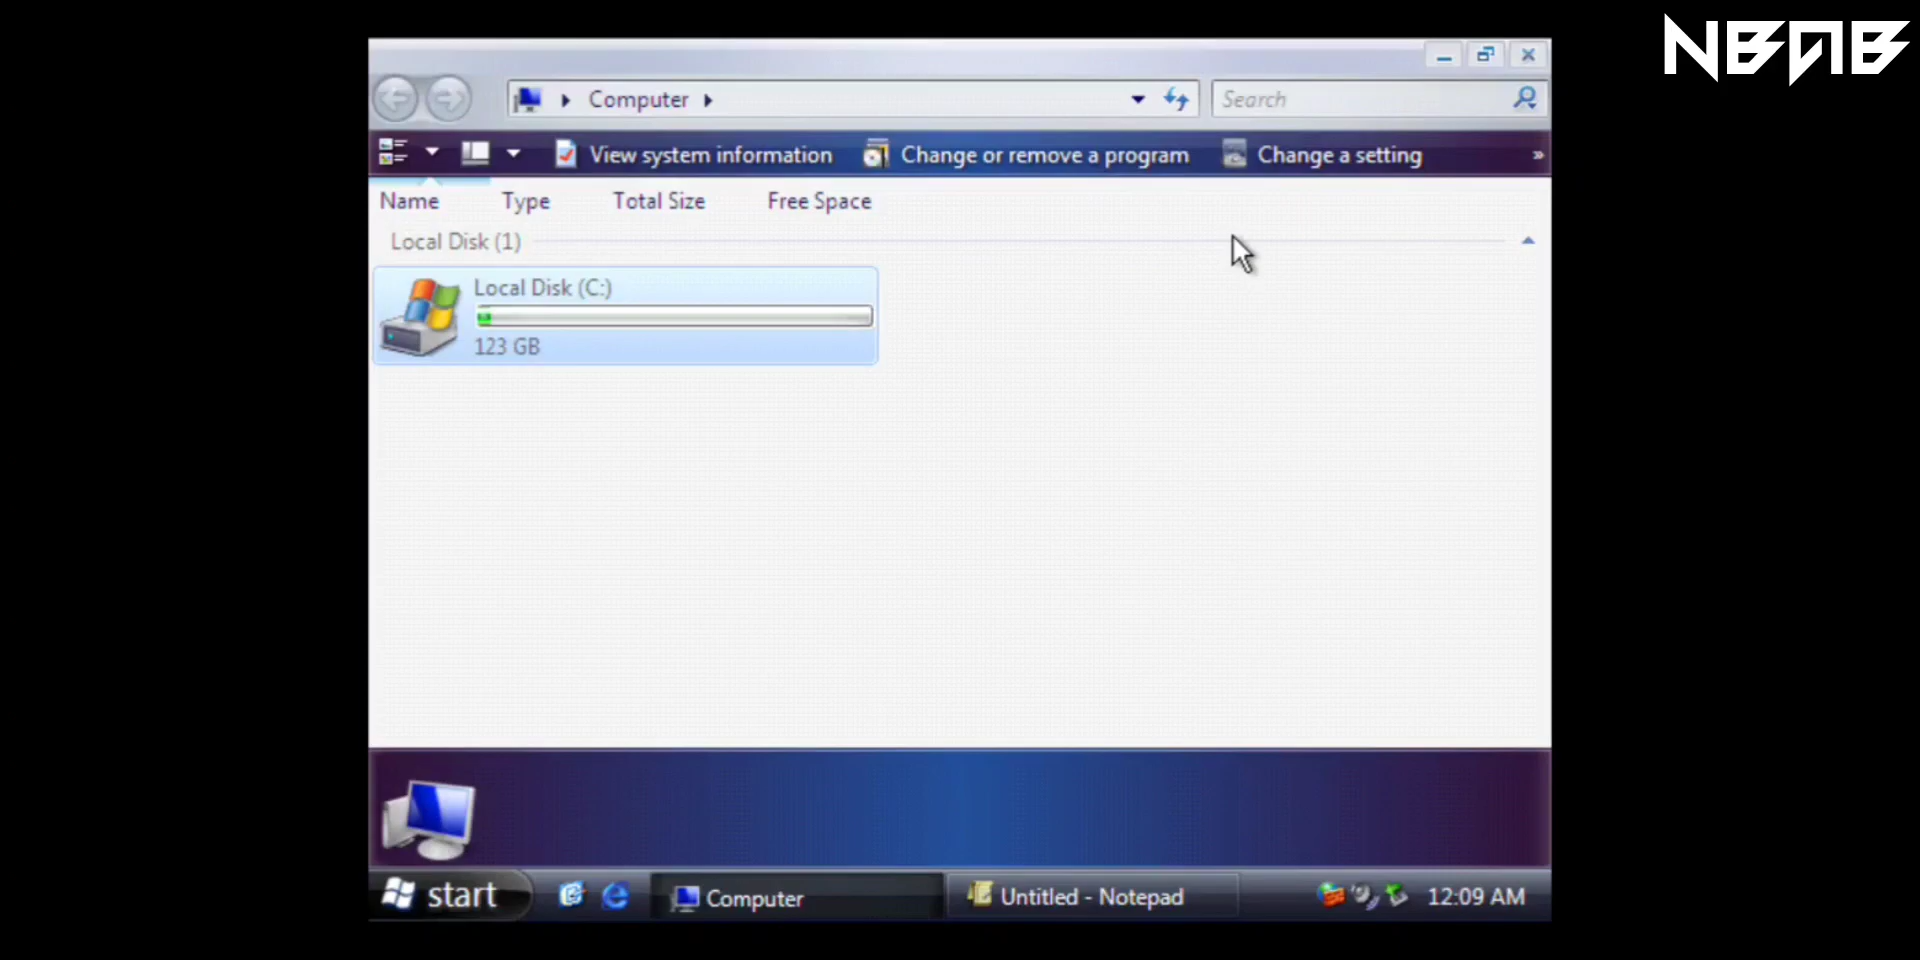 NBAB
Computer
Search
View system information
Change or remove a program
Change a setting
»
Name Type Total Size Free Space
Local Disk (1)
Local Disk (C:)
123 GB
start
Computer
Untitled - Notepad
12:09 AM